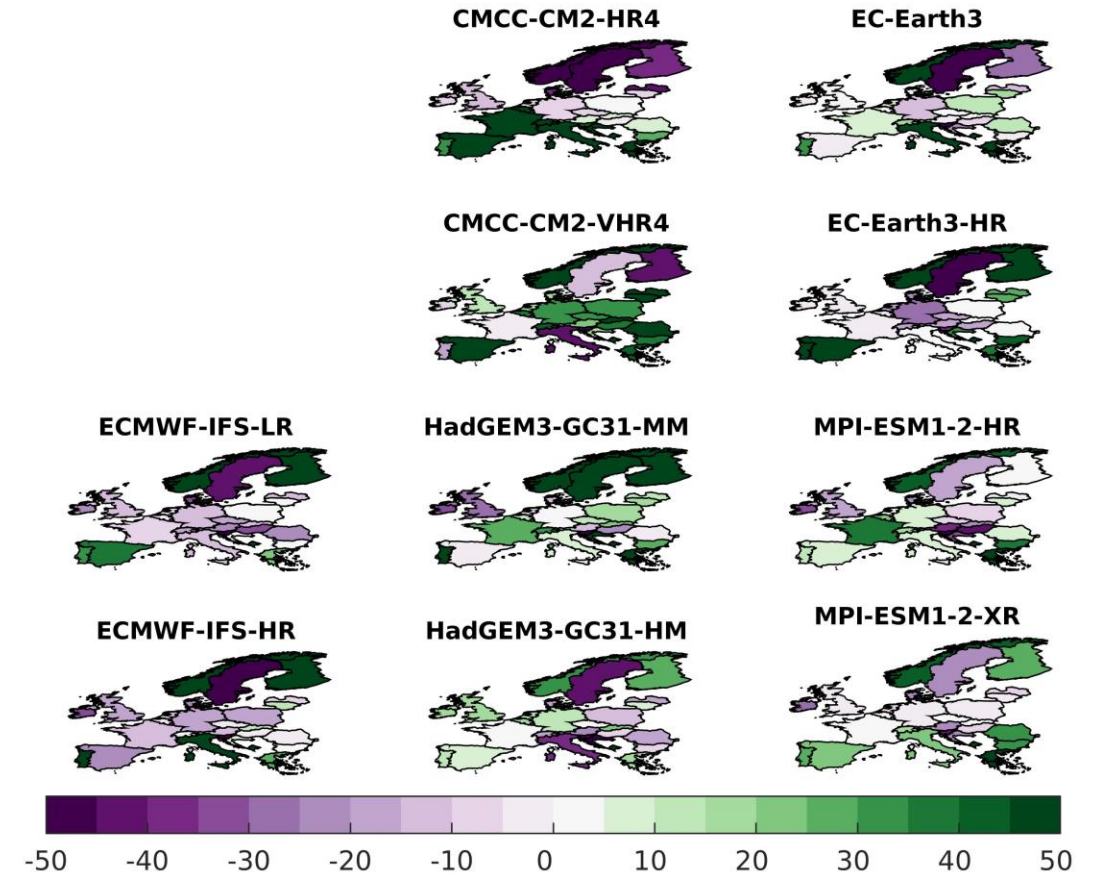 CMCC-CM2-HR4 EC-Earth3
CMCC-CM2-VHR4 EC-Earth3-HR
ECMWF-IFS-LR HadGEM3-GC31-MM MPI-ESM1-2-HR
ECMWF-IFS-HR HadGEM3-GC31-HM MPI-ESM1-2-XR
-50 -40 -30 -20 -10 0 10 20 30 40 50